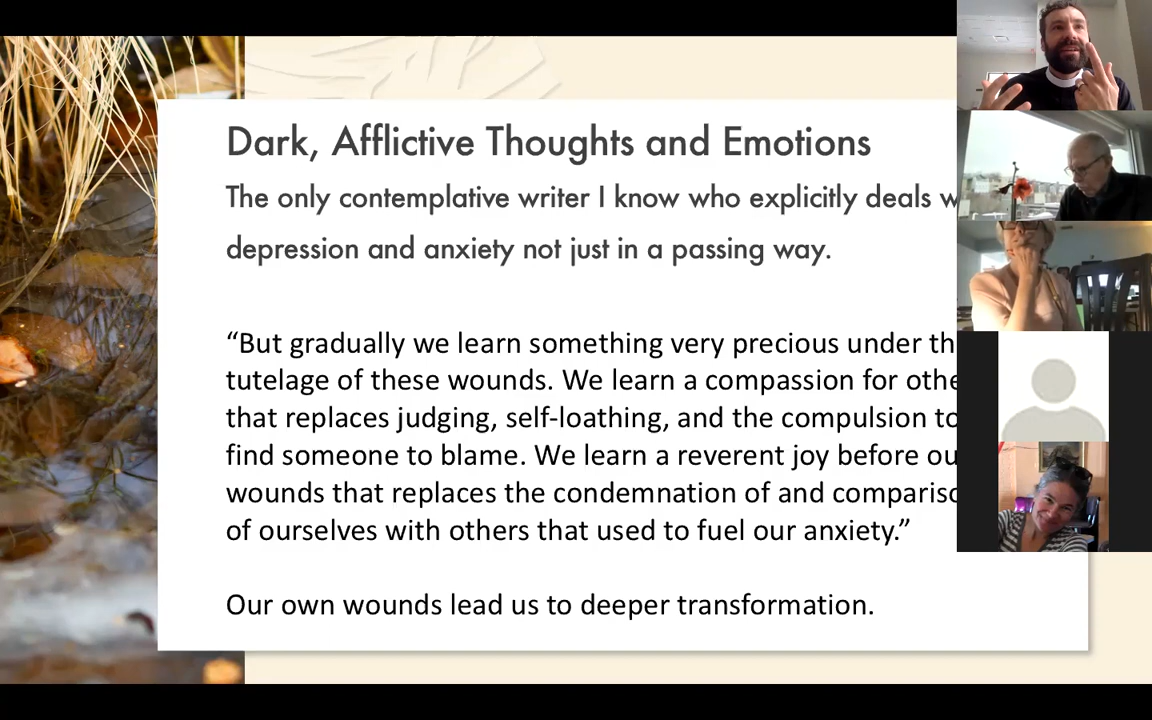 Dark, Afflictive Thoughts and Emotions
The only contemplative writer I know who explicitly deals
depression and anxiety not just in a passing way.
“But gradually we learn something very precious under
tutelage of these wounds. We learn a compassion for
that replaces judging, self-loathing, and the compulsion to
find someone to blame. We learn a reverent joy before
wounds that replaces the condemnation of and
of ourselves with others that used to fuel our anxiety.”
Our own wounds lead us to deeper transformation.